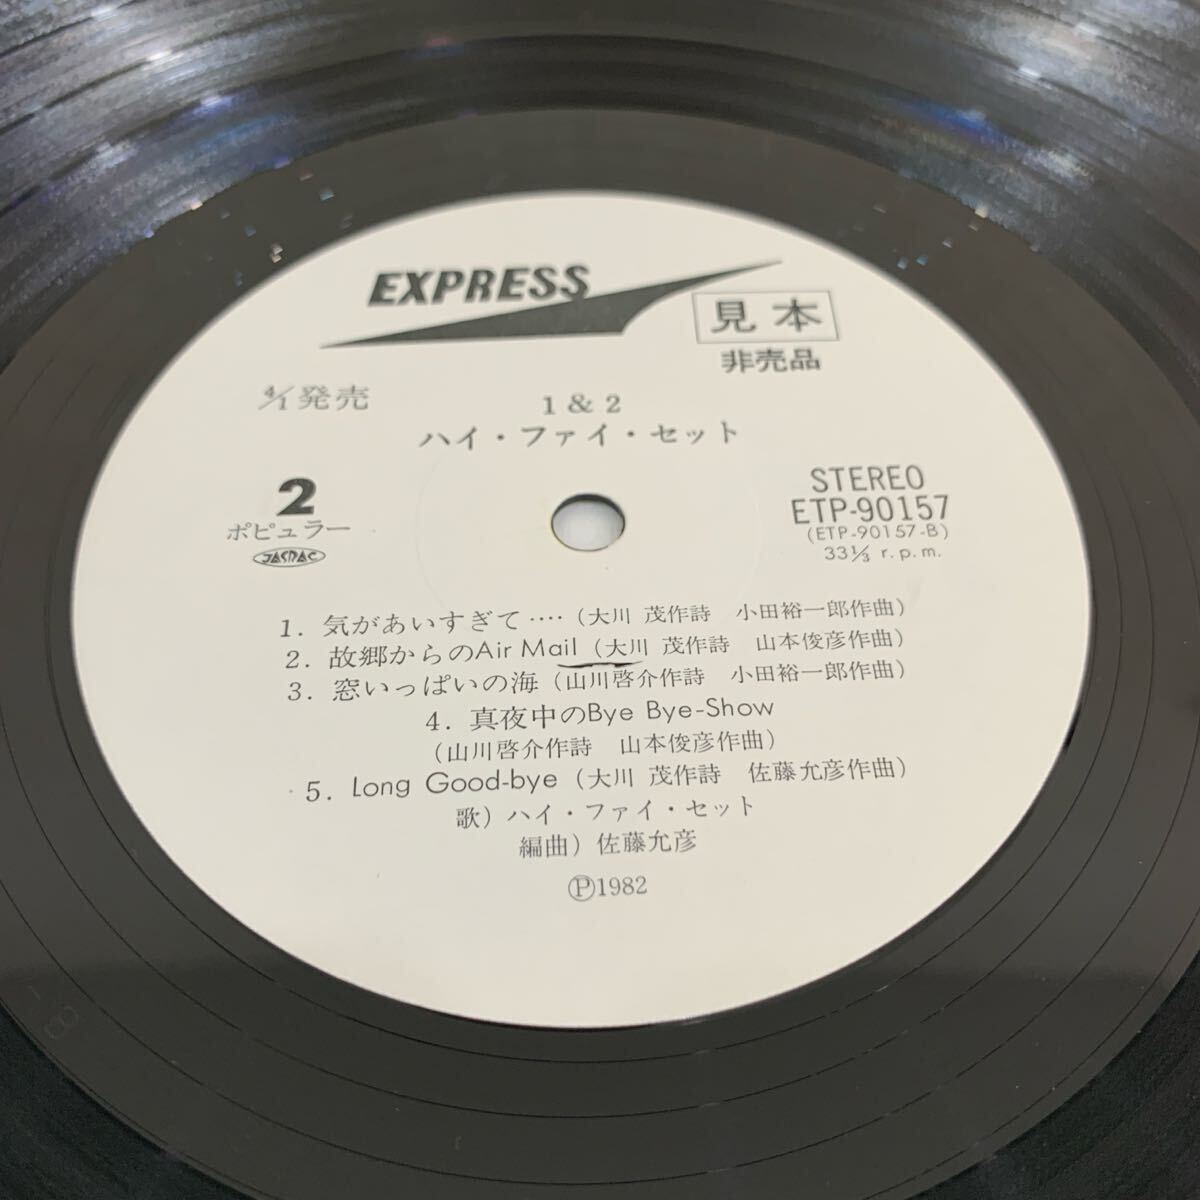 EXPRESS
見本
非売品
4/1発売
1 & 2
ハイ・ファイ・セット
2
ポピュラー
JASRAC
STEREO
ETP-90157
(ETP-90157-B)
33⅓ r.p.m.
1. 気があいすぎて‥‥(大川 茂作詩 小田裕一郎作曲)
2. 故郷からのAir Mail (大川 茂作詩 山本俊彦作曲)
3. 窓いっぱいの海 (山川啓介作詩 小田裕一郎作曲)
4. 真夜中のBye Bye-Show
(山川啓介作詩 山本俊彦作曲)
5. Long Good-bye (大川 茂作詩 佐藤允彦作曲)
歌) ハイ・ファイ・セット
編曲) 佐藤允彦
Ⓟ1982